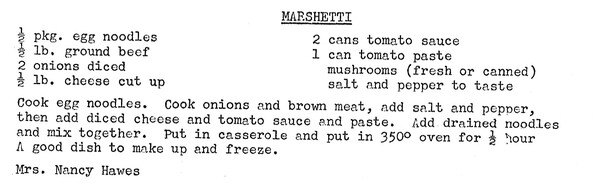 MARSHETTI
½ pkg. egg noodles
½ lb. ground beef
2 onions diced
½ lb. cheese cut up
2 cans tomato sauce
1 can tomato paste
mushrooms (fresh or canned)
salt and pepper to taste
Cook egg noodles. Cook onions and brown meat, add salt and pepper,
then add diced cheese and tomato sauce and paste. Add drained noodles
and mix together. Put in casserole and put in 350° oven for ½ hour
A good dish to make up and freeze.
Mrs. Nancy Hawes